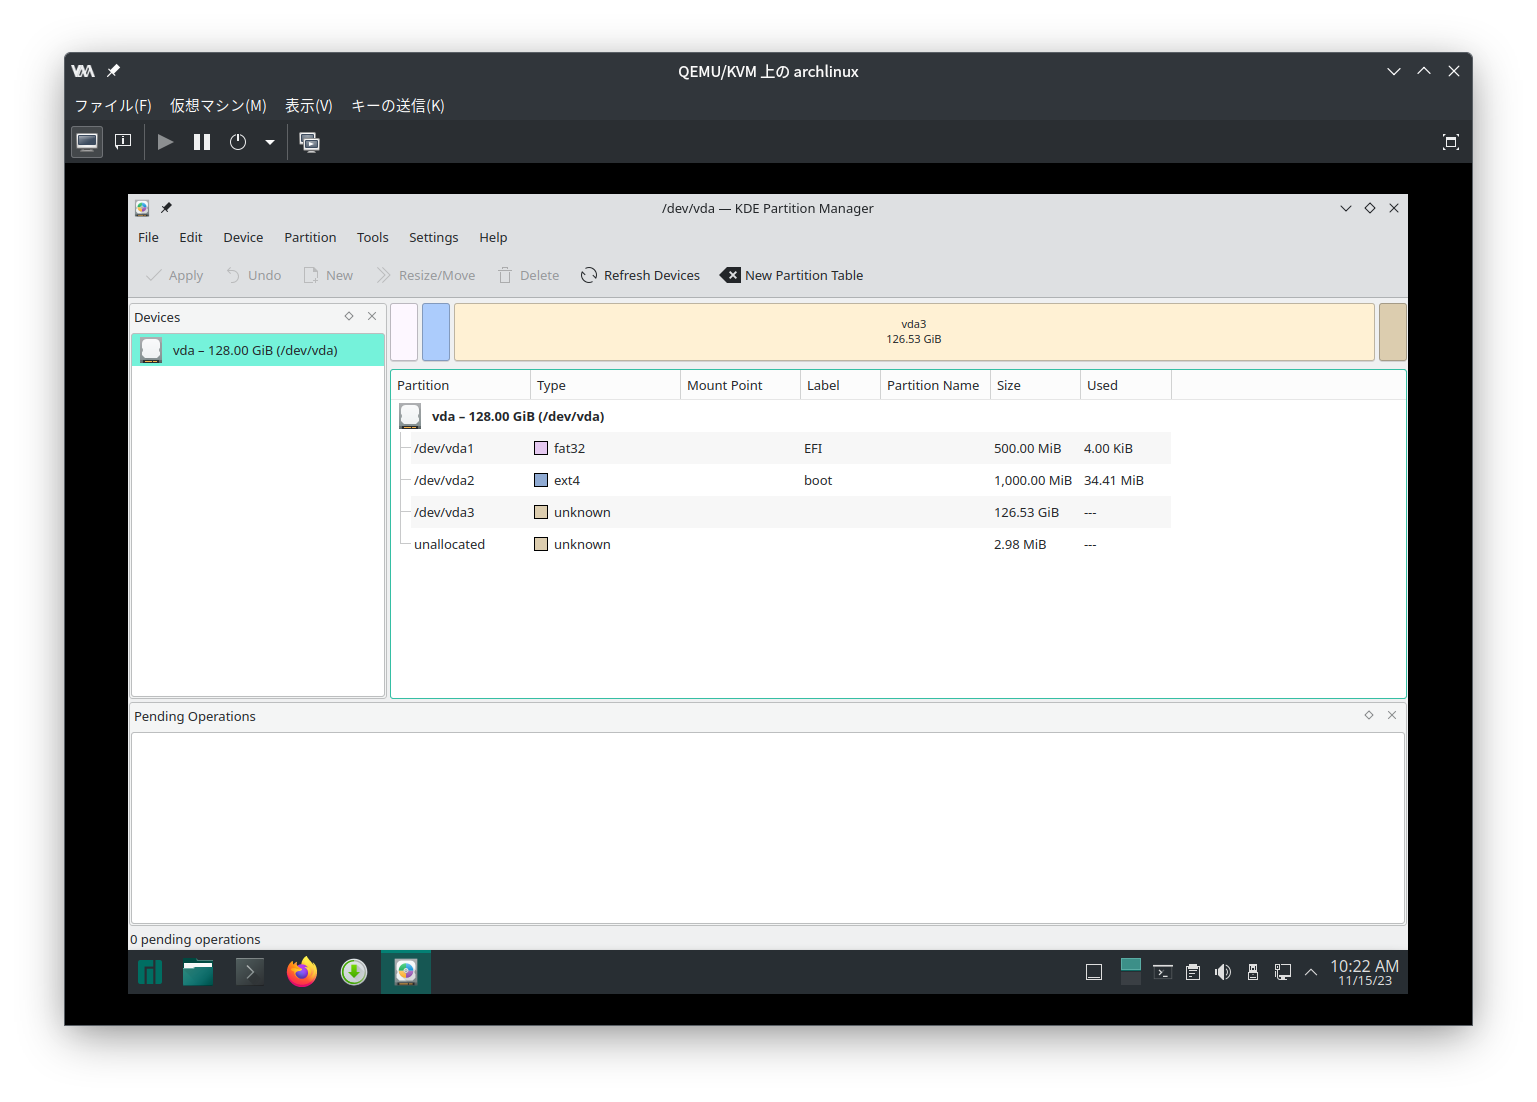 QEMU/KVM 上の archlinux
ファイル(F) 仮想マシン(M) 表示(V) キーの送信(K)
/dev/vda — KDE Partition Manager
File Edit Device Partition Tools Settings Help
Apply Undo New Resize/Move Delete Refresh Devices New Partition Table
Devices
vda – 128.00 GiB (/dev/vda)
vda3
126.53 GiB
Partition Type Mount Point Label Partition Name Size Used
vda – 128.00 GiB (/dev/vda)
/dev/vda1 fat32 EFI 500.00 MiB 4.00 KiB
/dev/vda2 ext4 boot 1,000.00 MiB 34.41 MiB
/dev/vda3 unknown 126.53 GiB ---
unallocated unknown 2.98 MiB ---
Pending Operations
0 pending operations
10:22 AM
11/15/23